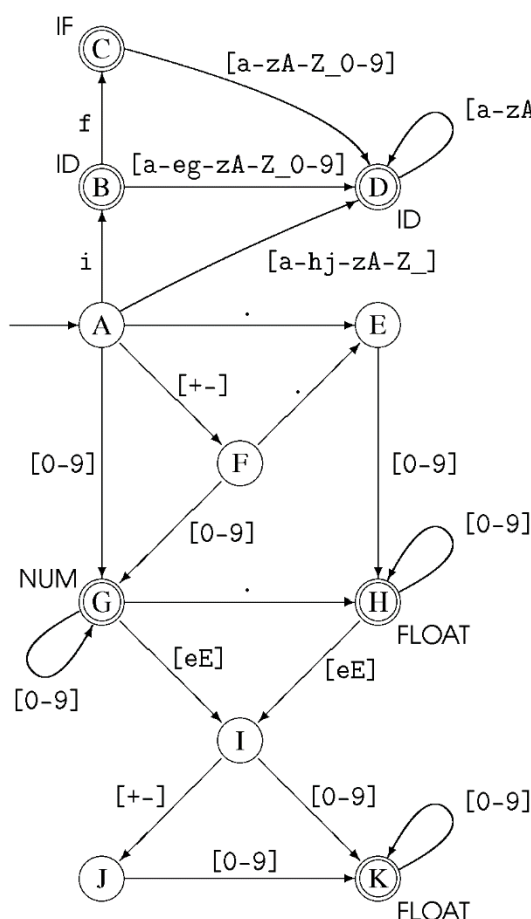 IF
C
[a-zA-Z_0-9]
[a-zA
f
ID
B
[a-eg-zA-Z_0-9]
D
ID
i
[a-hj-zA-Z_]
A
.
E
[+-]
.
[0-9]
F
[0-9]
[0-9]
[0-9]
NUM
G
.
H
FLOAT
[0-9]
[eE]
[eE]
I
[+-]
[0-9]
[0-9]
J
[0-9]
K
FLOAT